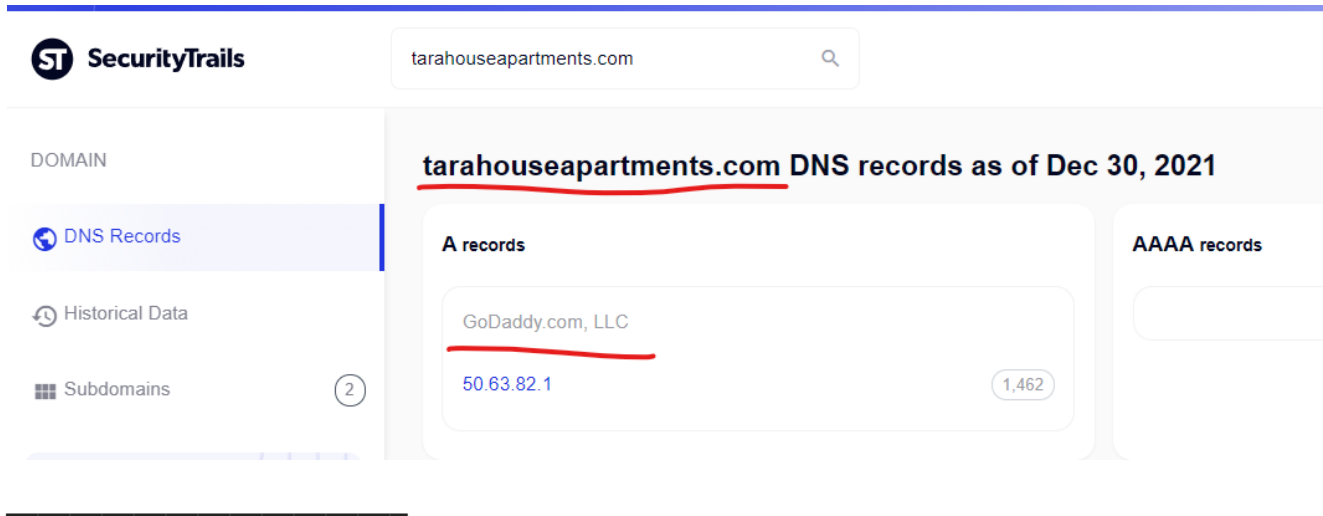 ST SecurityTrails
tarahouseapartments.com
DOMAIN
tarahouseapartments.com DNS records as of Dec 30, 2021
DNS Records
A records
AAAA records
Historical Data
GoDaddy.com, LLC
Subdomains
2
50.63.82.1
1,462